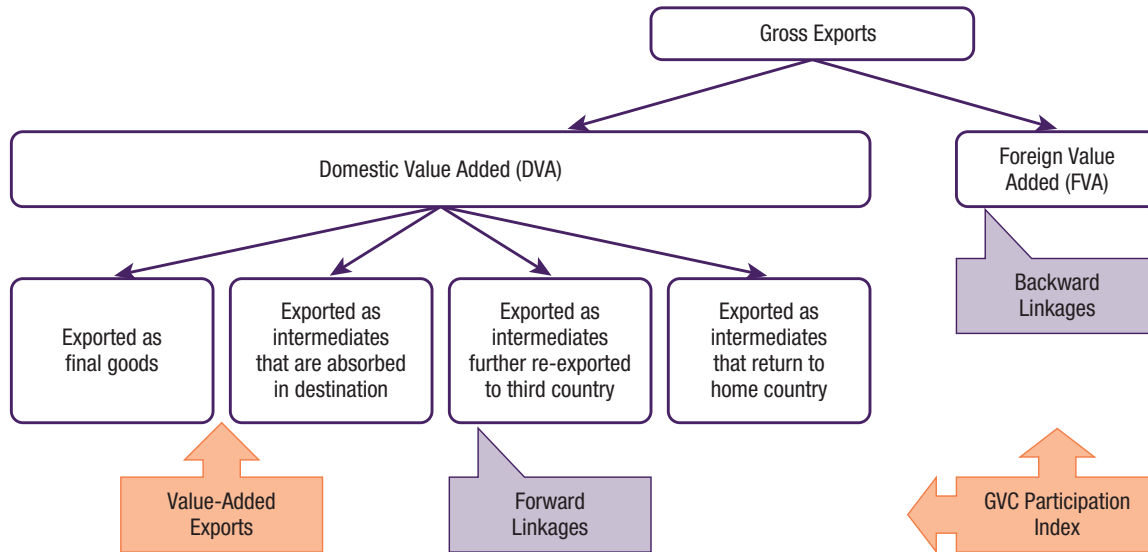 Gross Exports
Domestic Value Added (DVA)
Foreign Value
Added (FVA)
Exported as
final goods
Exported as
intermediates
that are absorbed
in destination
Exported as
intermediates
further re-exported
to third country
Exported as
intermediates
that return to
home country
Backward
Linkages
Value-Added
Exports
Forward
Linkages
GVC Participation
Index